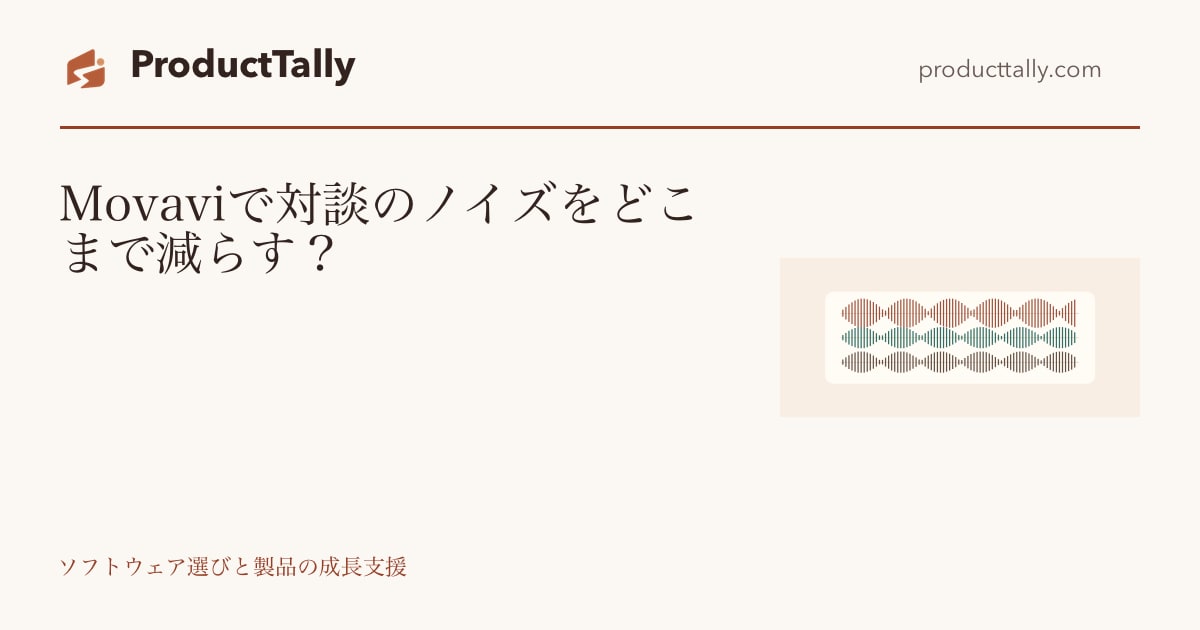 ProductTally
producttally.com
Movaviで対談のノイズをどこ
まで減らす？
ソフトウェア選びと製品の成長支援